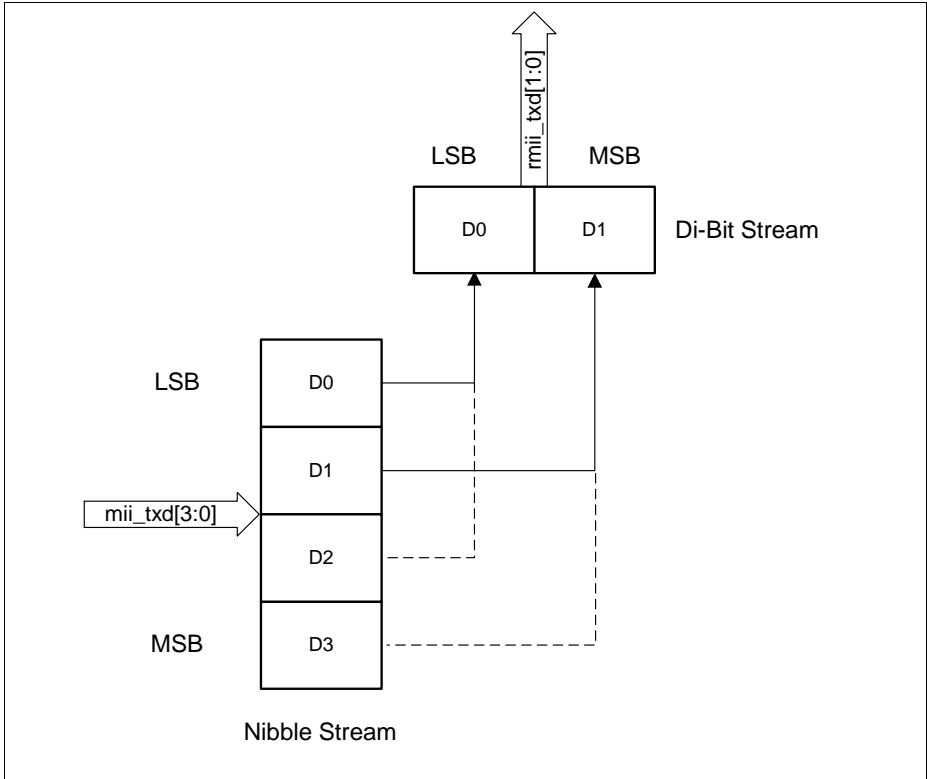 rmii_txd[1:0]
LSB
MSB
D0
D1
Di-Bit Stream
LSB
D0
D1
mii_txd[3:0]
D2
MSB
D3
Nibble Stream